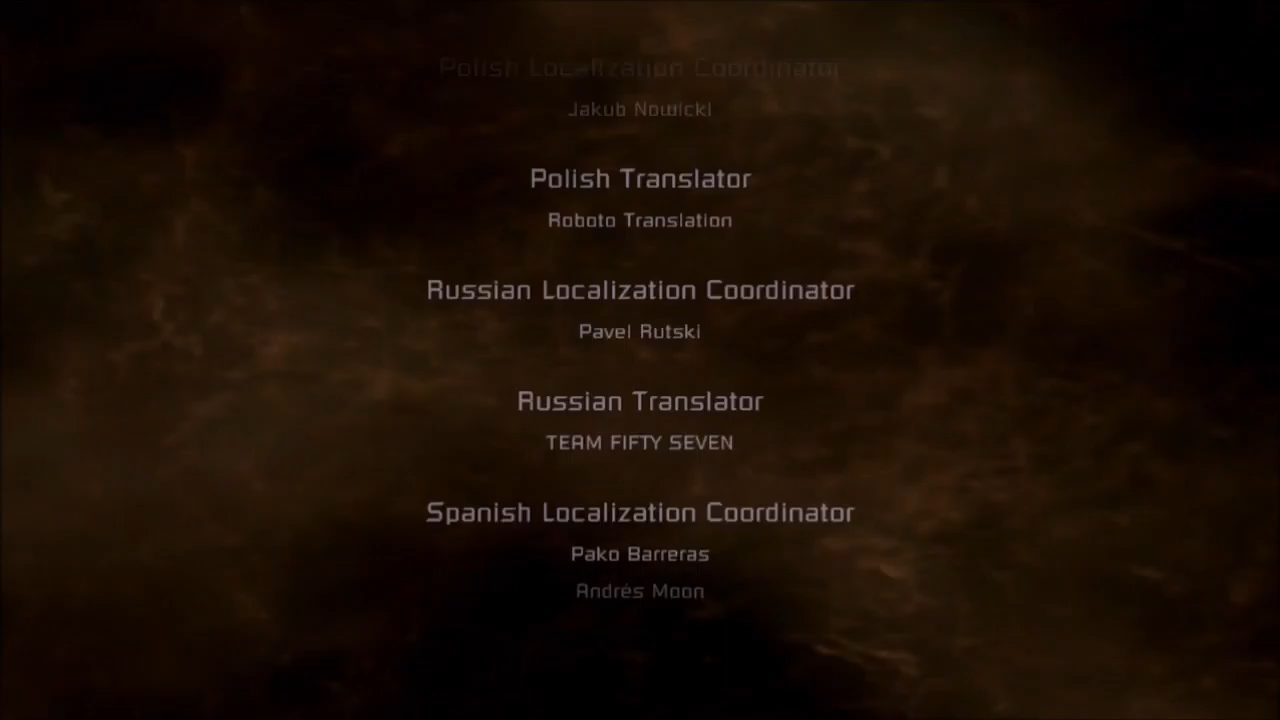 Polish Localization Coordinator
Jakub Nowicki
Polish Translator
Roboto Translation
Russian Localization Coordinator
Pavel Rutski
Russian Translator
TEAM FIFTY SEVEN
Spanish Localization Coordinator
Pako Barreras
Andrés Moon